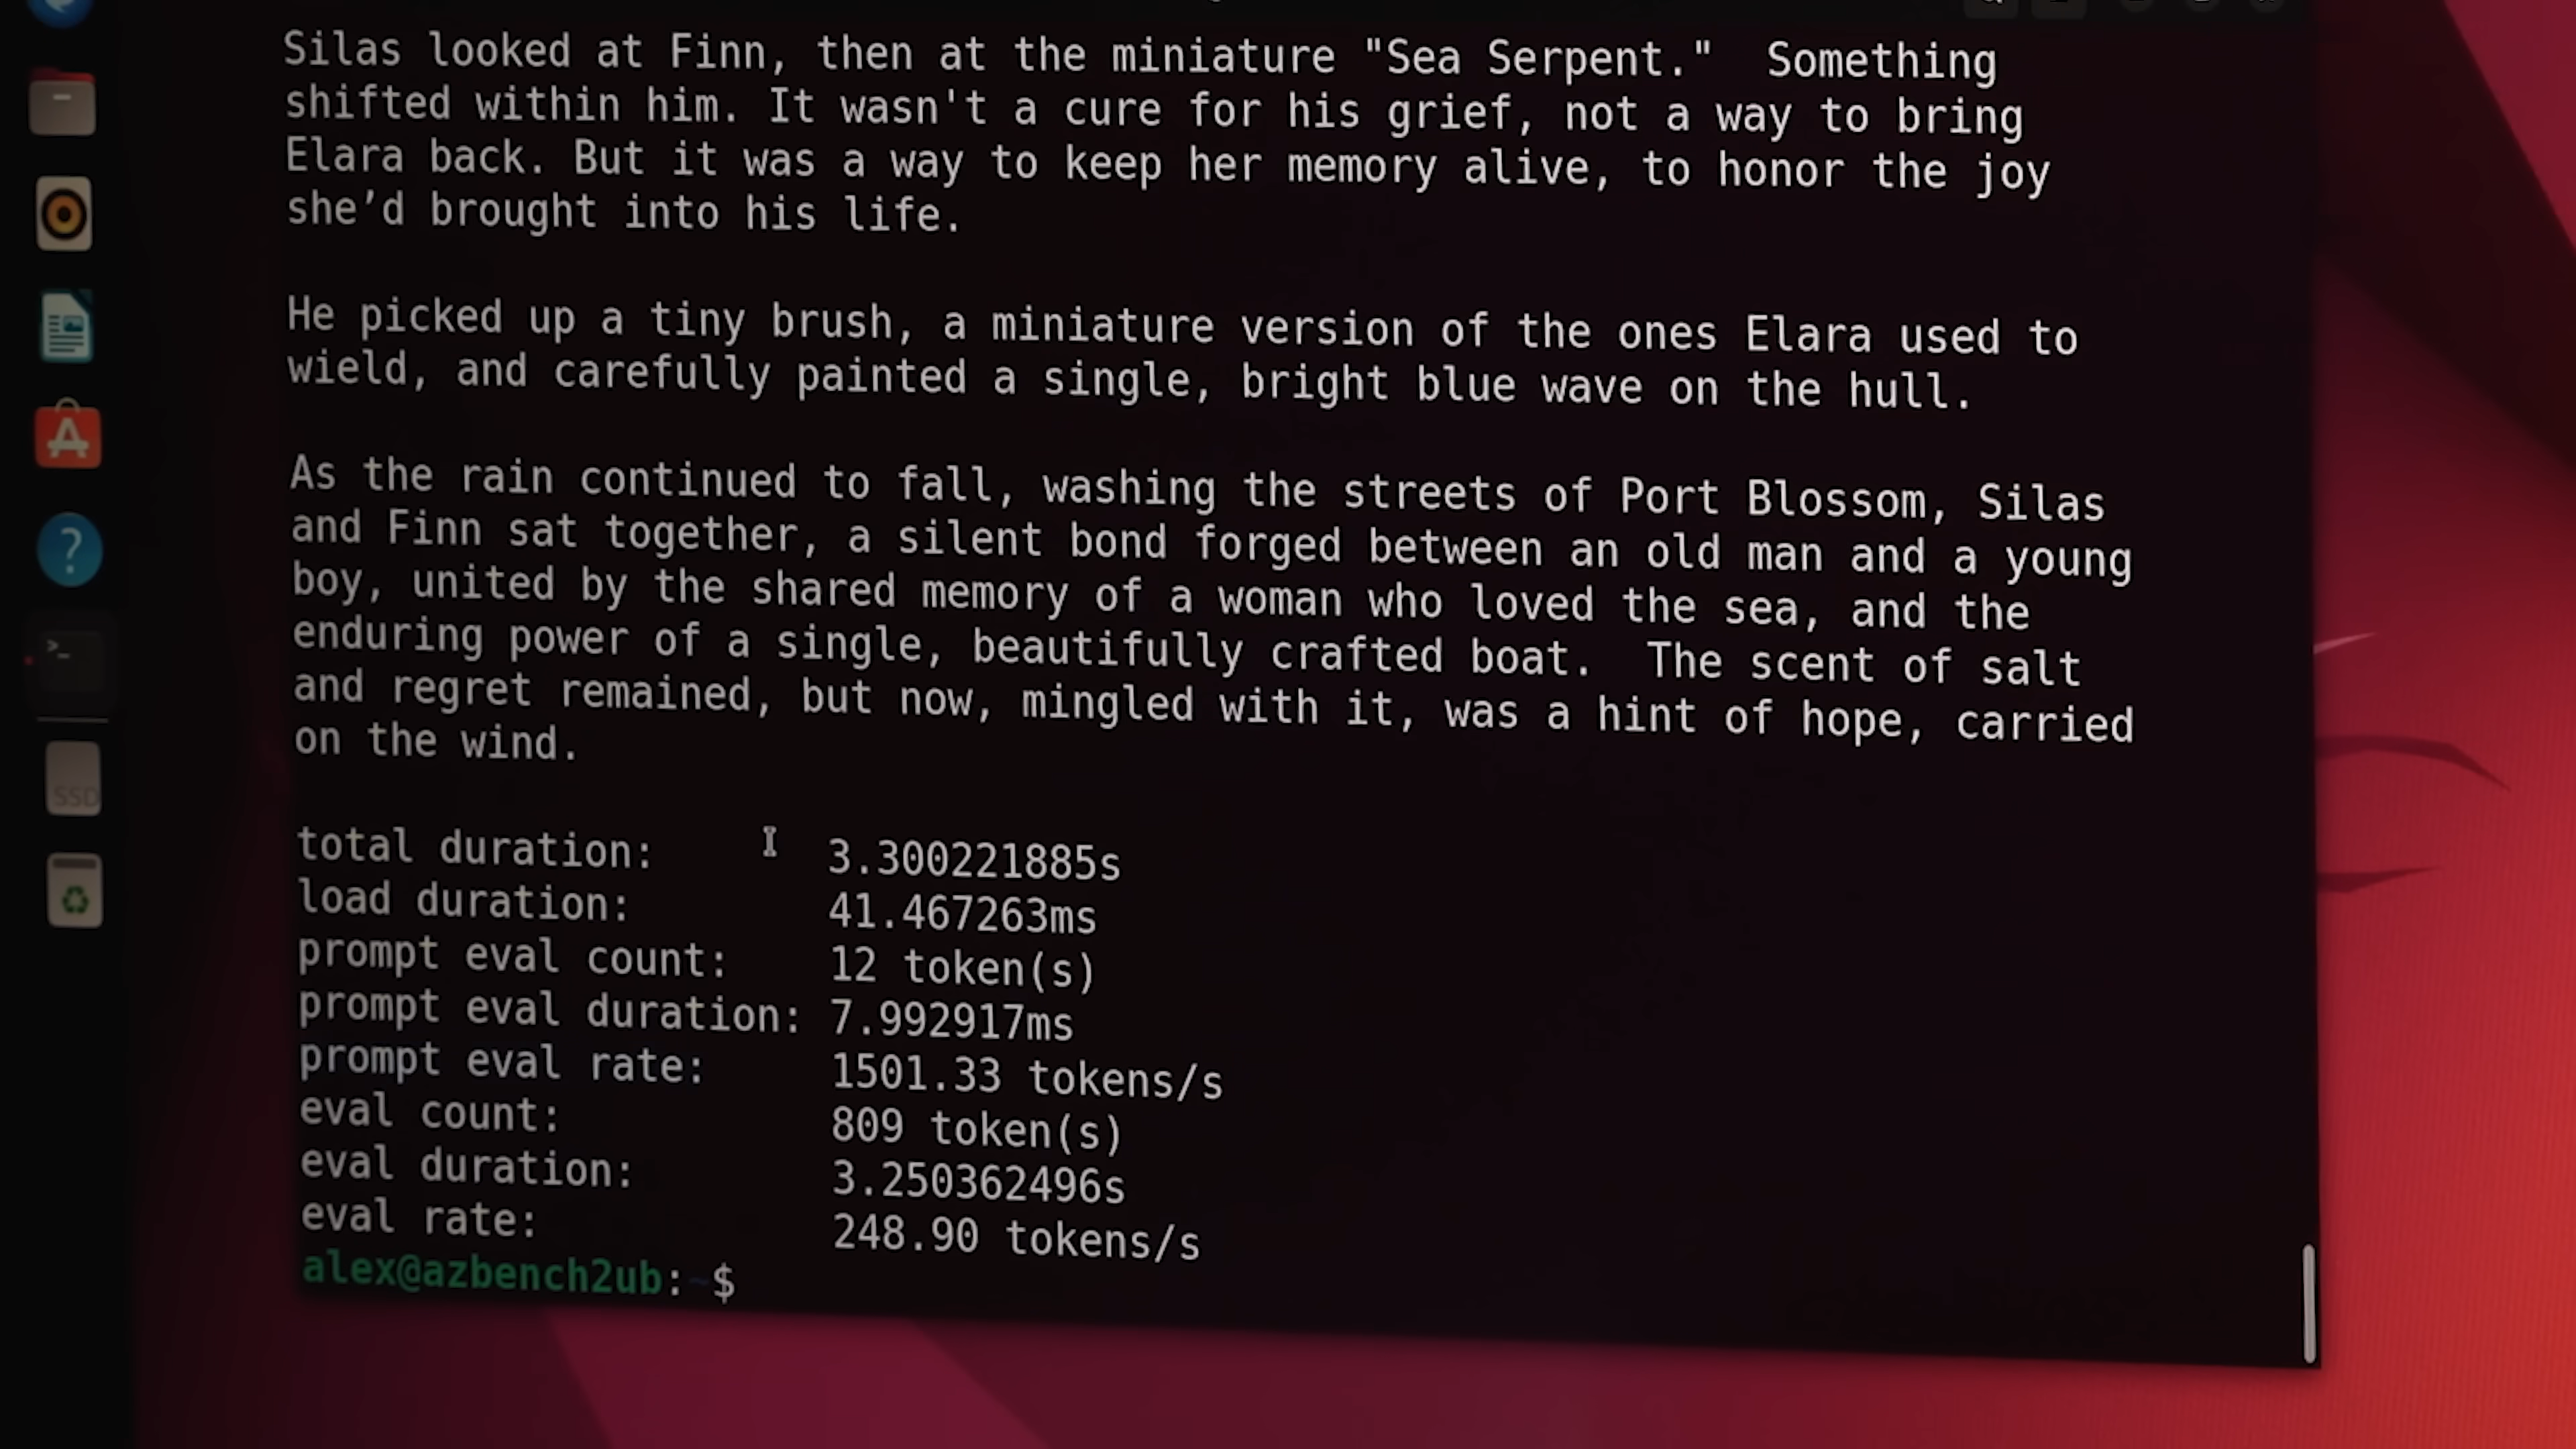 Silas looked at Finn, then at the miniature "Sea Serpent."  Something
shifted within him. It wasn't a cure for his grief, not a way to bring
Elara back. But it was a way to keep her memory alive, to honor the joy
she’d brought into his life.
He picked up a tiny brush, a miniature version of the ones Elara used to
wield, and carefully painted a single, bright blue wave on the hull.
As the rain continued to fall, washing the streets of Port Blossom, Silas
and Finn sat together, a silent bond forged between an old man and a young
boy, united by the shared memory of a woman who loved the sea, and the
enduring power of a single, beautifully crafted boat.  The scent of salt
and regret remained, but now, mingled with it, was a hint of hope, carried
on the wind.
total duration: 3.300221885s
load duration: 41.467263ms
prompt eval count: 12 token(s)
prompt eval duration: 7.992917ms
prompt eval rate: 1501.33 tokens/s
eval count: 809 token(s)
eval duration: 3.250362496s
eval rate: 248.90 tokens/s
alex@azbench2ub:~$
>_
SSD
?
A